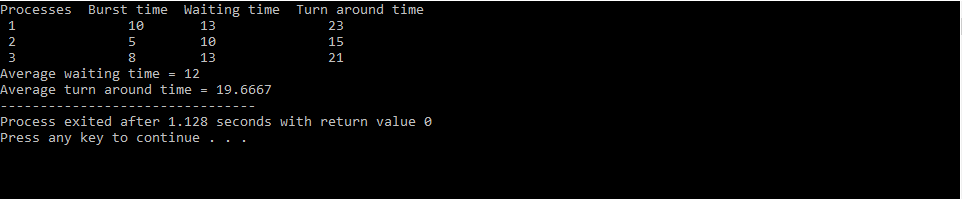 Processes  Burst time  Waiting time  Turn around time
 1              10       13              23
 2              5        10              15
 3              8        13              21
Average waiting time = 12
Average turn around time = 19.6667
--------------------------------
Process exited after 1.128 seconds with return value 0
Press any key to continue . . .